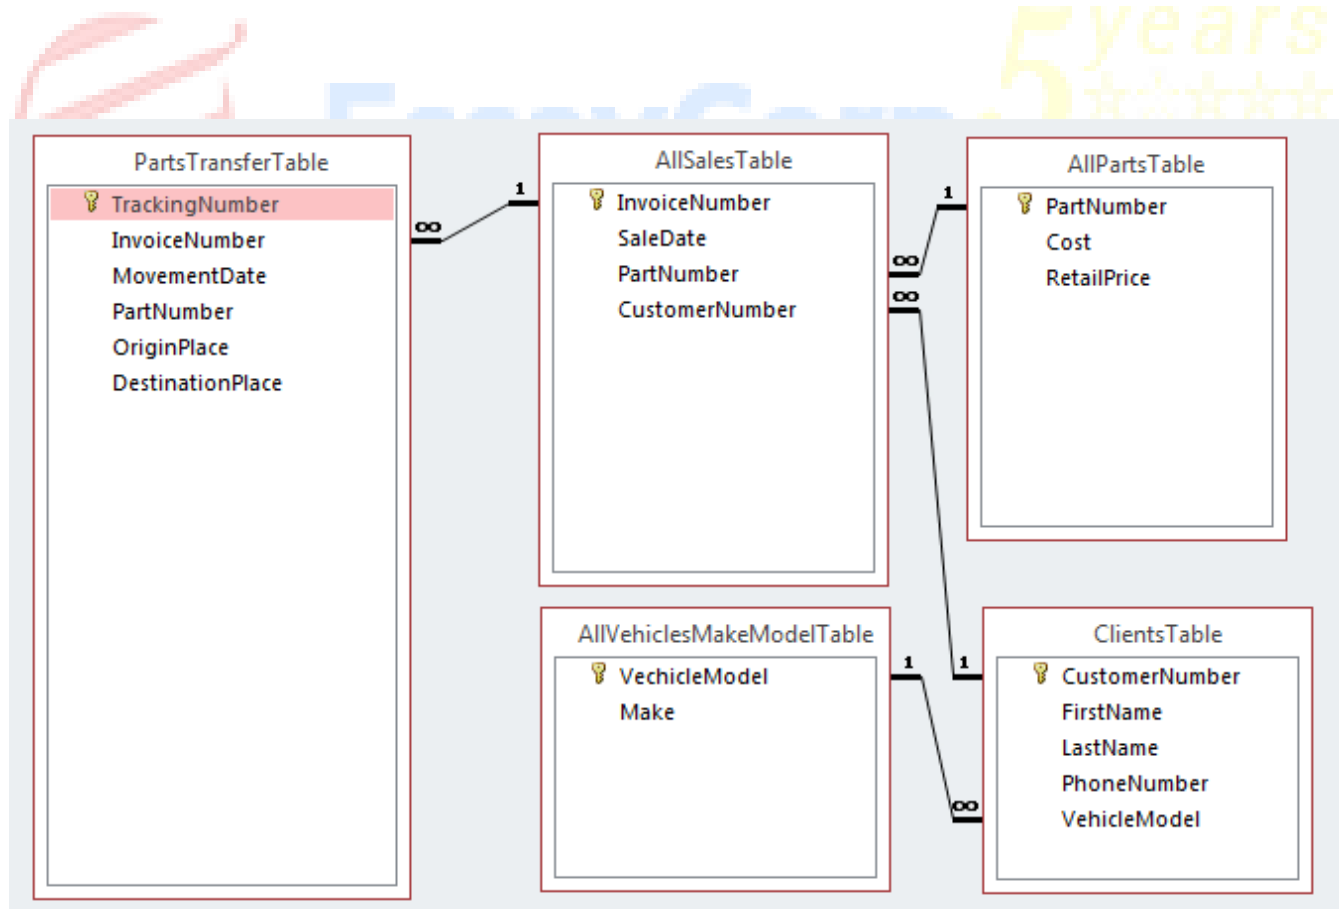 5 years
PartsTransferTable
TrackingNumber
InvoiceNumber
MovementDate
PartNumber
OriginPlace
DestinationPlace
∞
1
AllSalesTable
InvoiceNumber
SaleDate
PartNumber
CustomerNumber
∞
∞
1
AllPartsTable
PartNumber
Cost
RetailPrice
AllVehiclesMakeModelTable
VechicleModel
Make
1
1
∞
ClientsTable
CustomerNumber
FirstName
LastName
PhoneNumber
VehicleModel